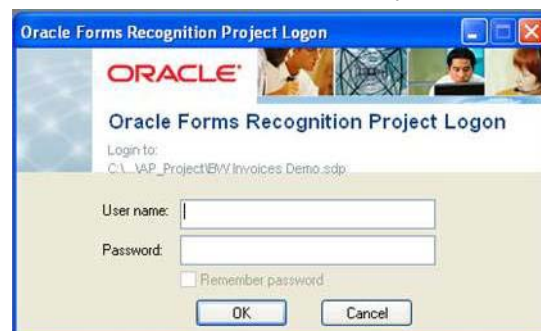 Oracle Forms Recognition Project Logon
ORACLE
Oracle Forms Recognition Project Logon
Login to:
C:\...\AP_Project\BW Invoices Demo.sdp
User name:
Password:
Remember password
OK Cancel